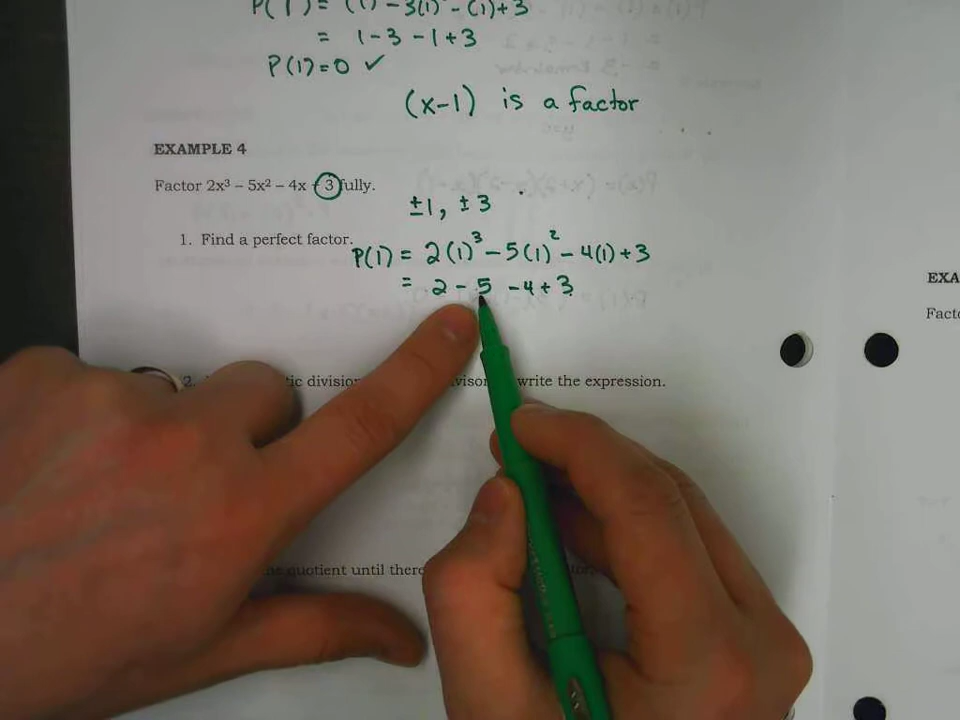 P(1) = (1) - 3(1) - (1) + 3
= 1 - 3 - 1 + 3
P(1) = 0 ✓
(x-1) is a factor
EXAMPLE 4
Factor 2x³ – 5x² – 4x + 3 fully.
±1, ±3
1. Find a perfect factor.
P(1) = 2(1)³ - 5(1)² - 4(1) + 3
= 2 - 5 - 4 + 3
2. division write the expression.
quotient until there
EXA
Facto